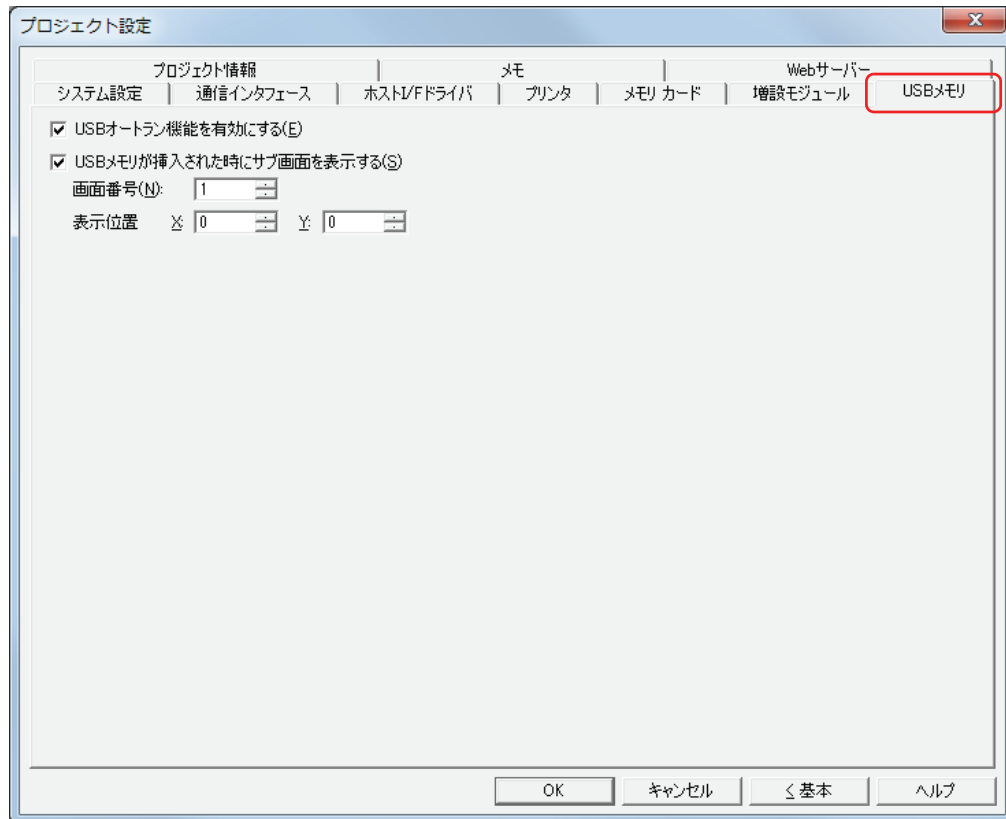 プロジェクト設定
プロジェクト情報 メモ Webサーバー
システム設定 通信インタフェース ホストI/Fドライバ プリンタ メモリ カード 増設モジュール USBメモリ
USBオートラン機能を有効にする(E)
USBメモリが挿入された時にサブ画面を表示する(S)
画面番号(N): 1
表示位置 X: 0 Y: 0
OK キャンセル < 基本 ヘルプ